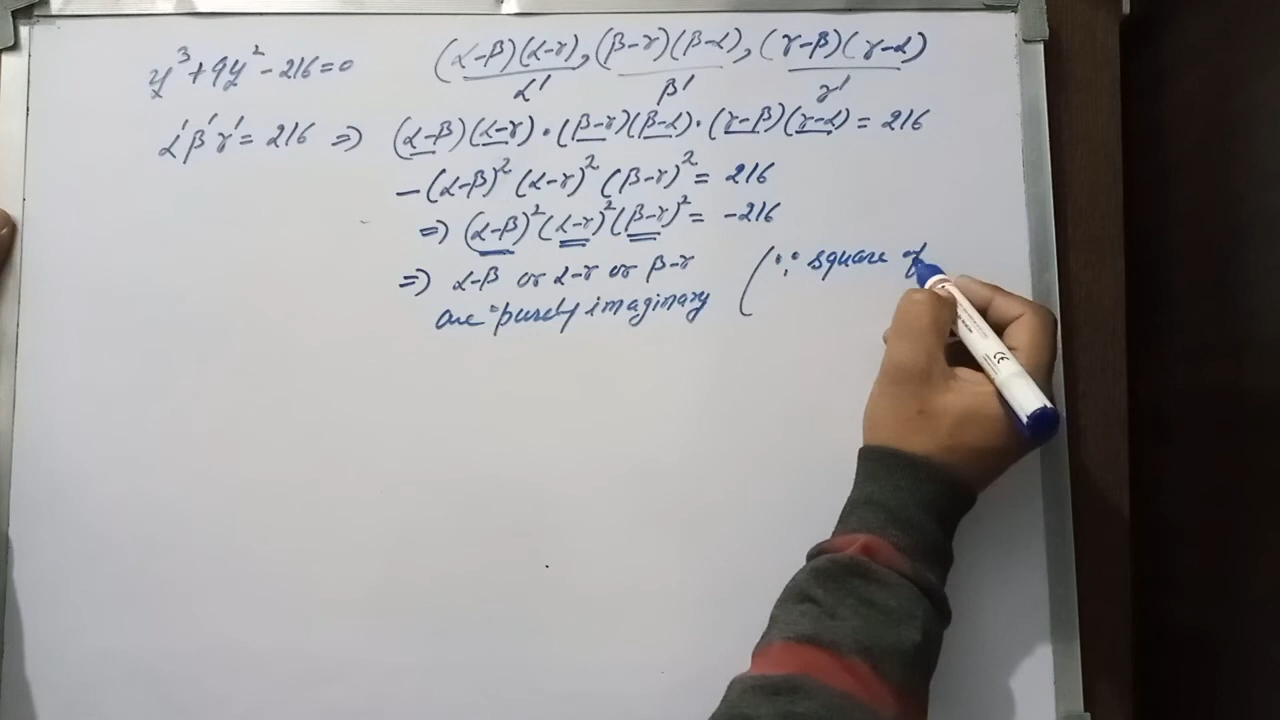 y³+9y²-216=0
(α-β)(α-γ), (β-γ)(β-α), (γ-β)(γ-α)
α' β' γ'
α'β'γ'=216 ⇒ (α-β)(α-γ)·(β-γ)(β-α)·(γ-β)(γ-α)=216
-(α-β)²(α-γ)²(β-γ)²=216
⇒ (α-β)²(α-γ)²(β-γ)²=-216
⇒ α-β or α-γ or β-γ (∵ square of
are purely imaginary